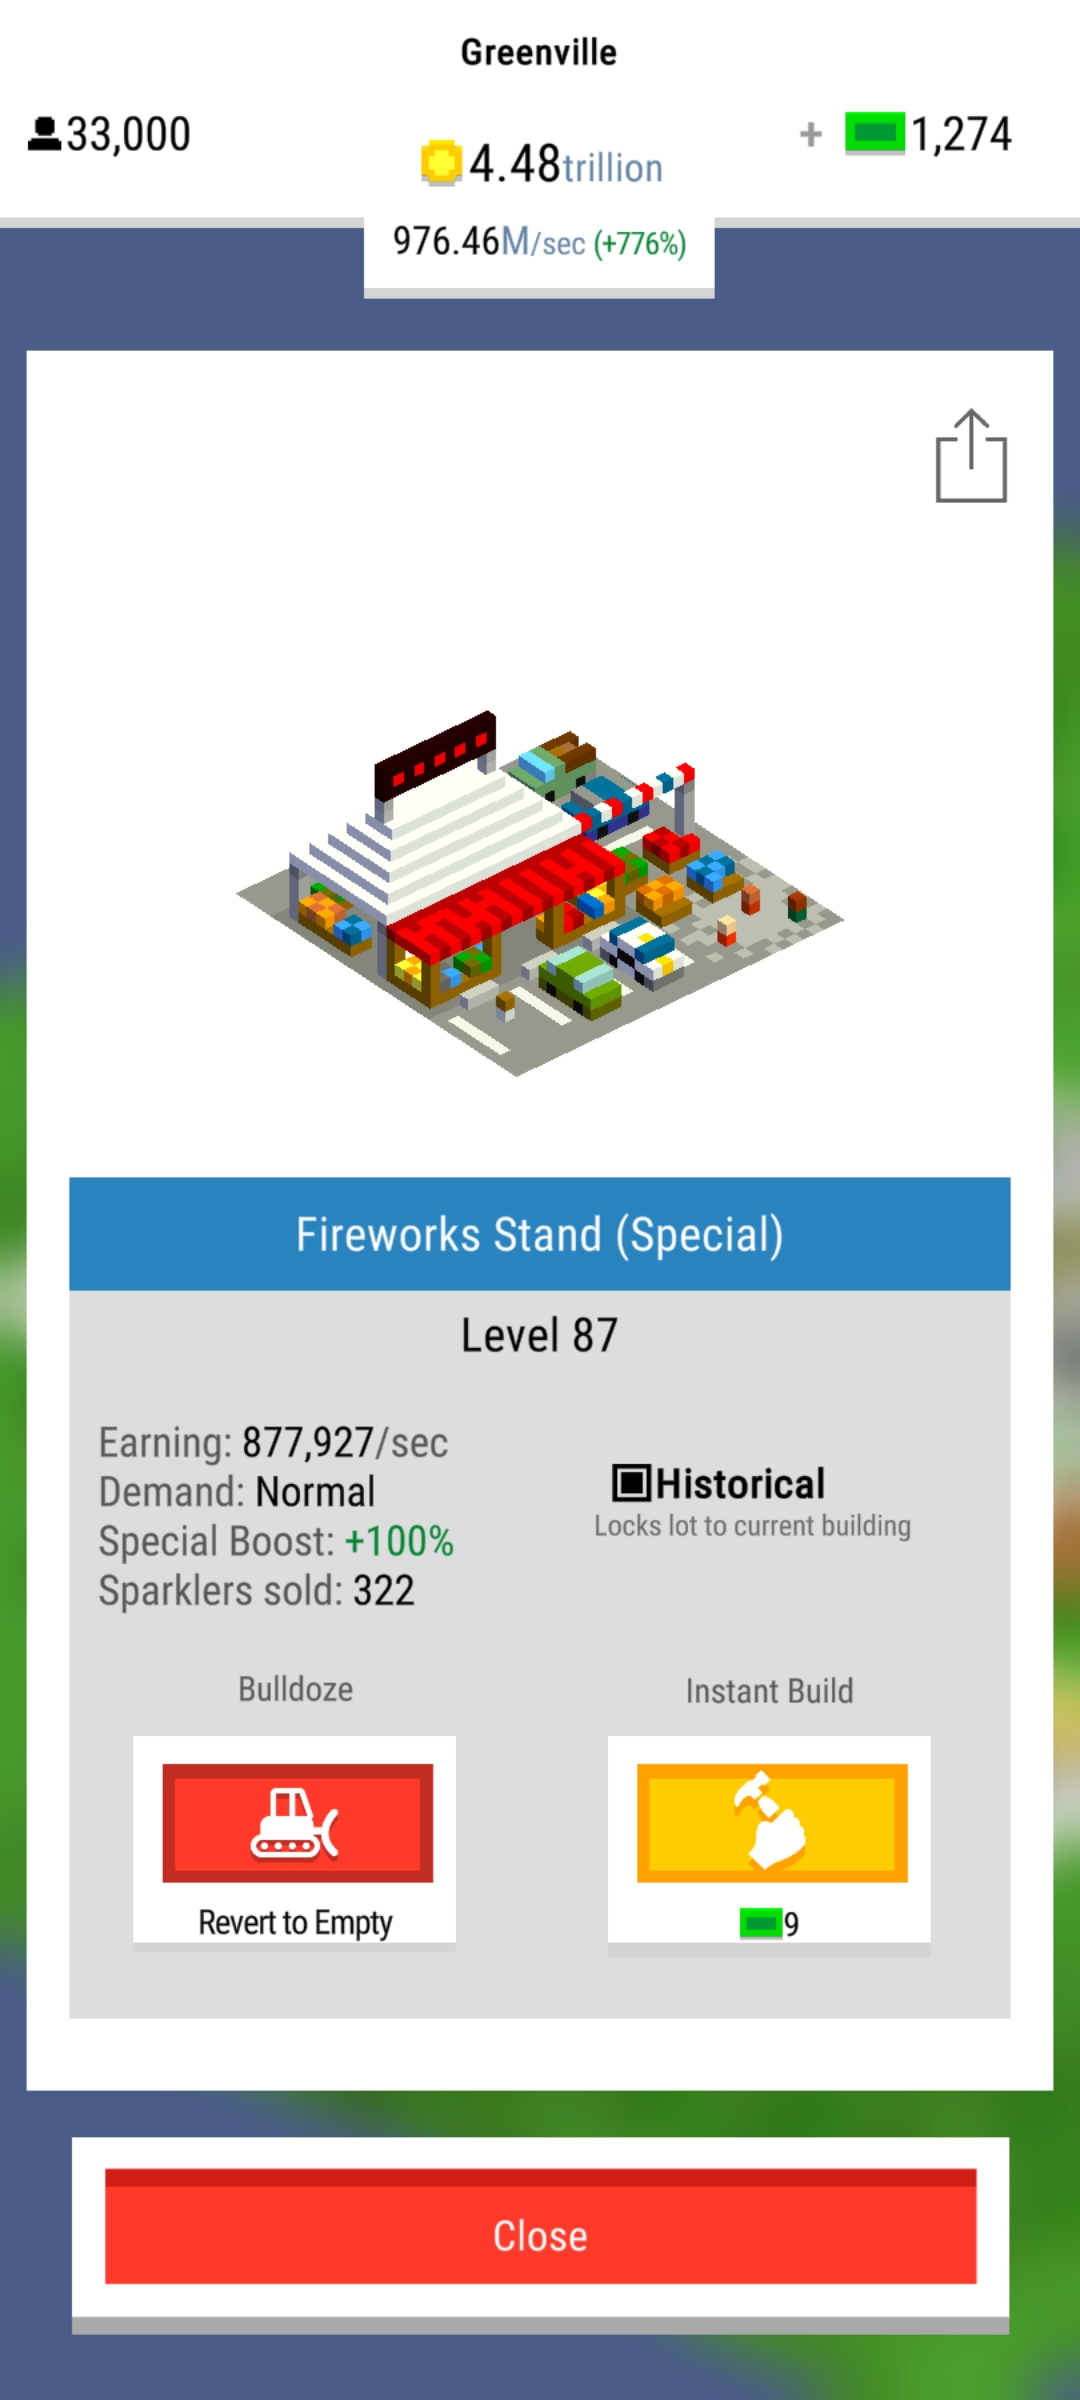 Greenville
33,000
4.48trillion
+ 1,274
976.46M/sec (+776%)
Fireworks Stand (Special)
Level 87
Earning: 877,927/sec
Demand: Normal
Special Boost: +100%
Sparklers sold: 322
Historical
Locks lot to current building
Bulldoze
Instant Build
Revert to Empty
9
Close